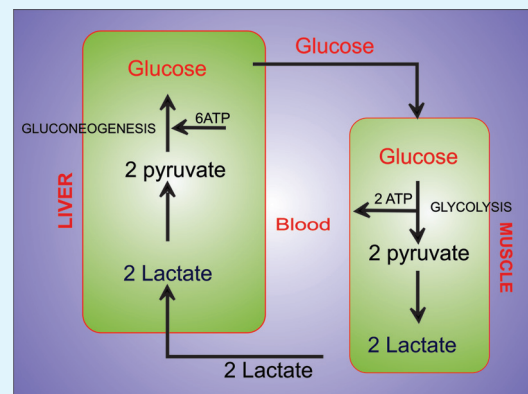 Glucose
Glucose
6ATP
GLUCONEOGENESIS
2 pyruvate
LIVER
2 Lactate
Blood
Glucose
2 ATP
GLYCOLYSIS
2 pyruvate
MUSCLE
2 Lactate
2 Lactate